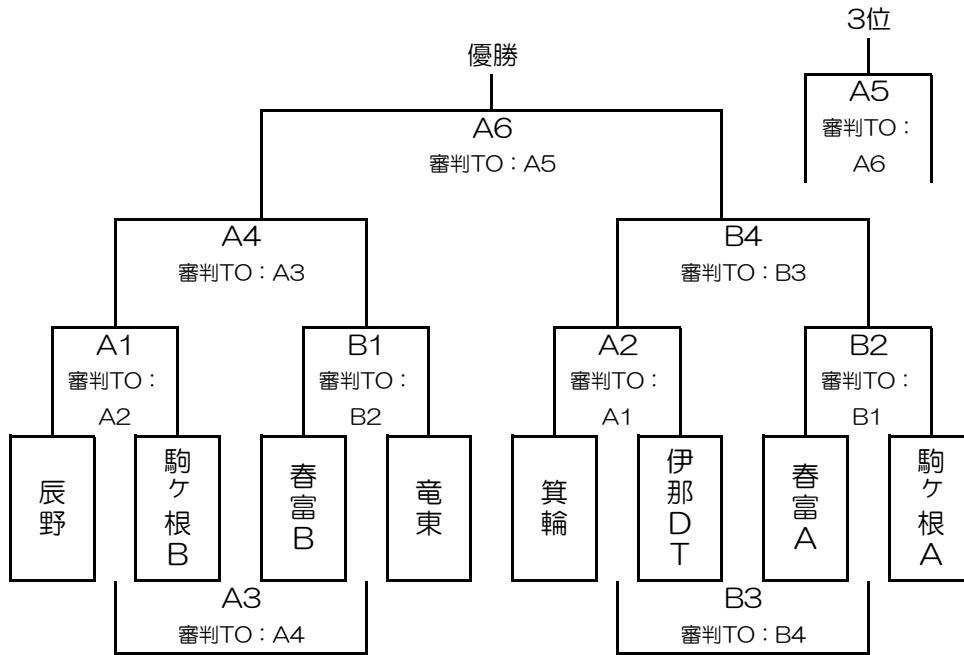 3位
優勝
A5
審判TO：
A6
A6
審判TO：A5
A4
審判TO：A3
B4
審判TO：B3
A1
審判TO：
A2
B1
審判TO：
B2
A2
審判TO：
A1
B2
審判TO：
B1
辰野
駒ヶ根B
春富B
竜東
箕輪
伊那DT
春富A
駒ヶ根A
A3
審判TO：A4
B3
審判TO：B4